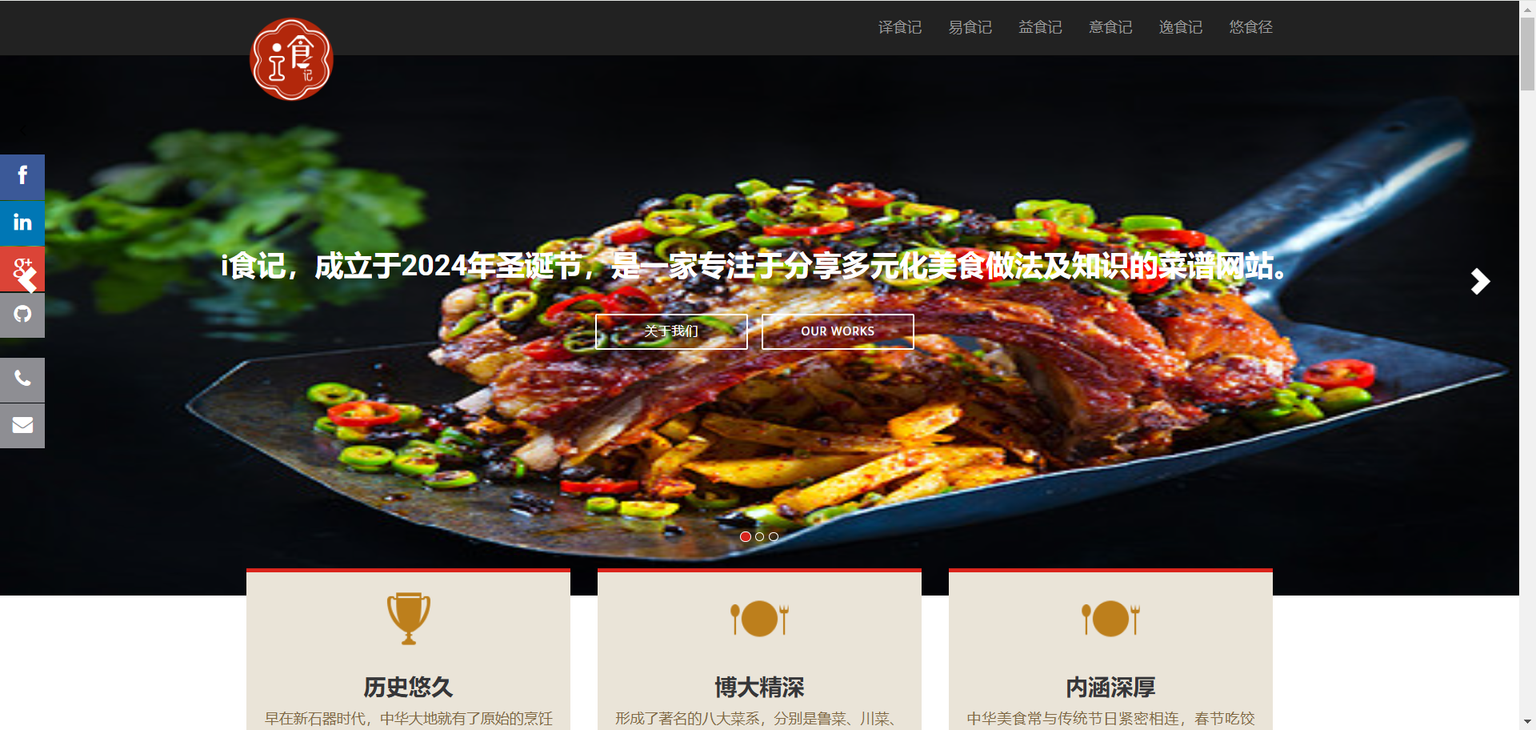 译食记 易食记 益食记 意食记 逸食记 悠食径
i食记
f
in
g+
i食记，成立于2024年圣诞节，是一家专注于分享多元化美食做法及知识的菜谱网站。
关于我们 OUR WORKS
历史悠久 博大精深 内涵深厚
早在新石器时代，中华大地就有了原始的烹饪 形成了著名的八大菜系，分别是鲁菜、川菜、 中华美食常与传统节日紧密相连，春节吃饺